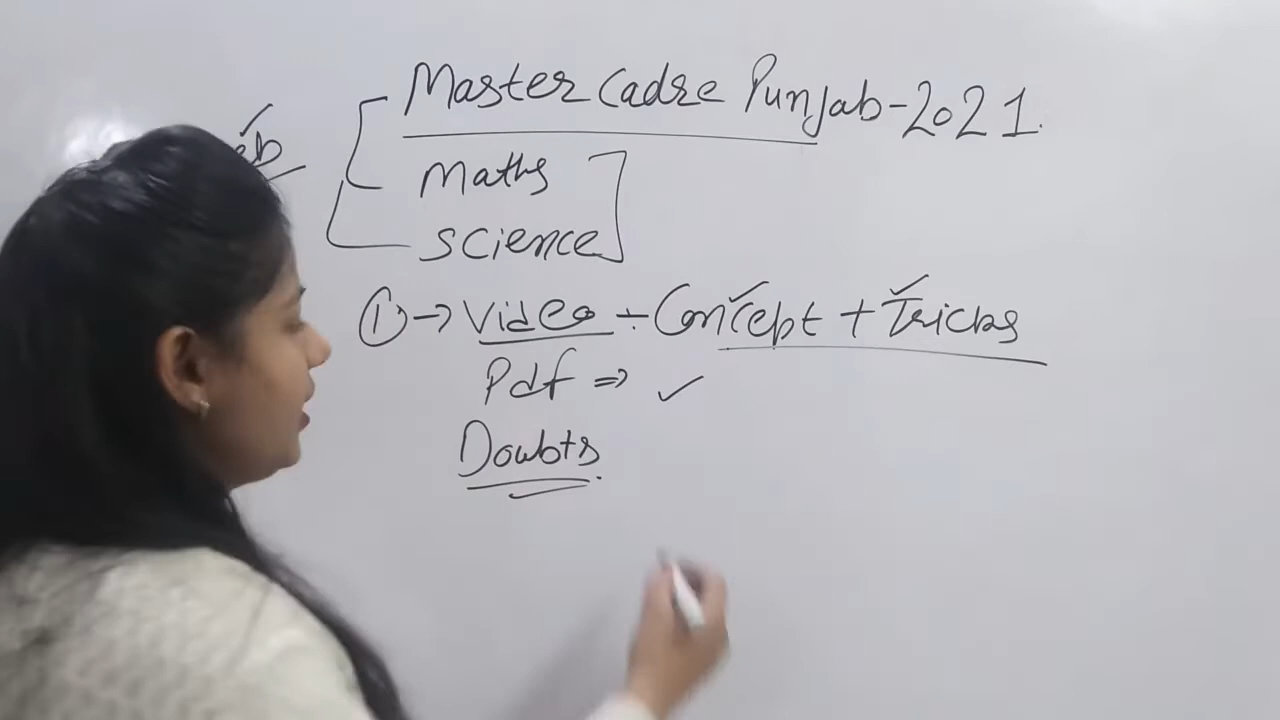 Master Cadre Punjab-2021.
Maths
Science
① → Video ÷ Concept + Tricks
Pdf ⇒ ✓
Doubts